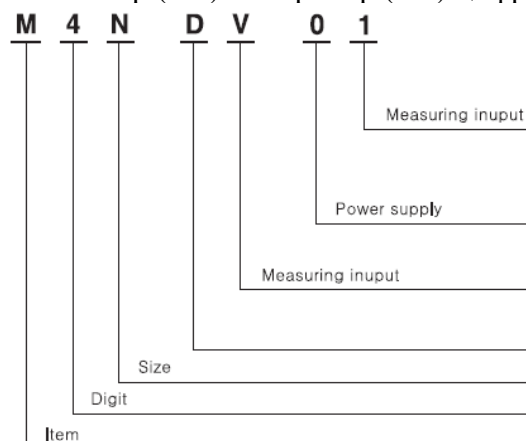 M 4 N D V 0 1
Measuring inuput
Power supply
Measuring inuput
Size
Digit
Item